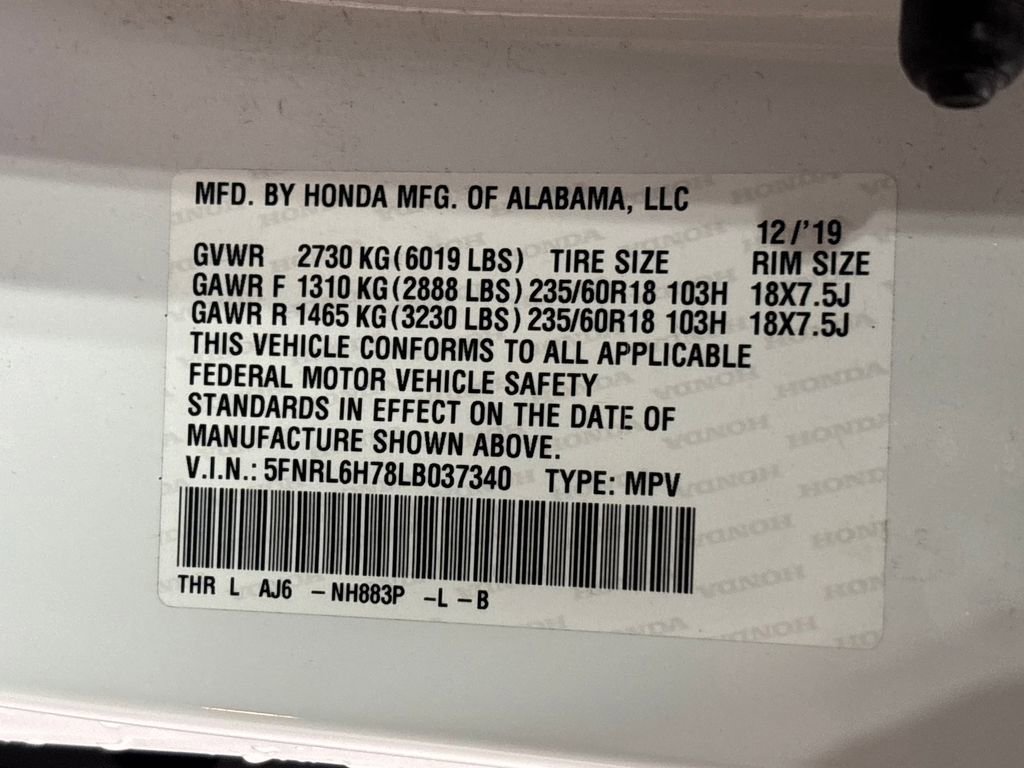 MFD. BY HONDA MFG. OF ALABAMA, LLC
12/'19
GVWR 2730 KG(6019 LBS) TIRE SIZE RIM SIZE
GAWR F 1310 KG(2888 LBS) 235/60R18 103H 18X7.5J
GAWR R 1465 KG(3230 LBS) 235/60R18 103H 18X7.5J
THIS VEHICLE CONFORMS TO ALL APPLICABLE
FEDERAL MOTOR VEHICLE SAFETY
STANDARDS IN EFFECT ON THE DATE OF
MANUFACTURE SHOWN ABOVE.
V.I.N.: 5FNRL6H78LB037340 TYPE: MPV
THR L AJ6 -NH883P -L -B